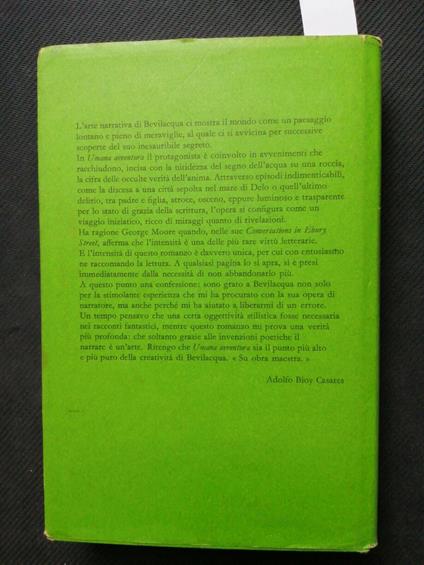 L'arte narrativa di Bevilacqua ci mostra il mondo come un paesaggio
lontano e pieno di meraviglie, al quale ci si avvicina per successive
scoperte del suo inesauribile segreto.
In Umana avventura il protagonista è coinvolto in avvenimenti che
racchiudono, incisa con la nitidezza del segno dell'acqua su una roccia,
la cifra delle occulte verità dell'anima. Attraverso episodi indimenticabili,
come la discesa a una città sepolta nel mare di Delo o quell'ultimo
delirio, tra padre e figlia, atroce, osceno, eppure luminoso e trasparente
per lo stato di grazia della scrittura, l'opera si configura come un
viaggio iniziatico, ricco di miraggi quanto di rivelazioni.
Ha ragione George Moore quando, nelle sue Conversations in Ebury
Street, afferma che l'intensità è una delle più rare virtù letterarie.
E l'intensità di questo romanzo è davvero unica, per cui con entusiasmo
ne raccomando la lettura. A qualsiasi pagina lo si apra, si è presi
immediatamente dalla necessità di non abbandonarlo più.
A questo punto una confessione: sono grato a Bevilacqua non solo
per la stimolante esperienza che mi ha procurato con la sua opera di
narratore, ma anche perché mi ha aiutato a liberarmi di un errore.
Un tempo pensavo che una certa oggettività stilistica fosse necessaria
nei racconti fantastici, mentre questo romanzo mi prova una verità
più profonda: che soltanto grazie alle invenzioni poetiche il
narrare è un'arte. Ritengo che Umana avventura sia il punto più alto
e più puro della creatività di Bevilacqua. « Su obra maestra. »
Adolfo Bioy Casares